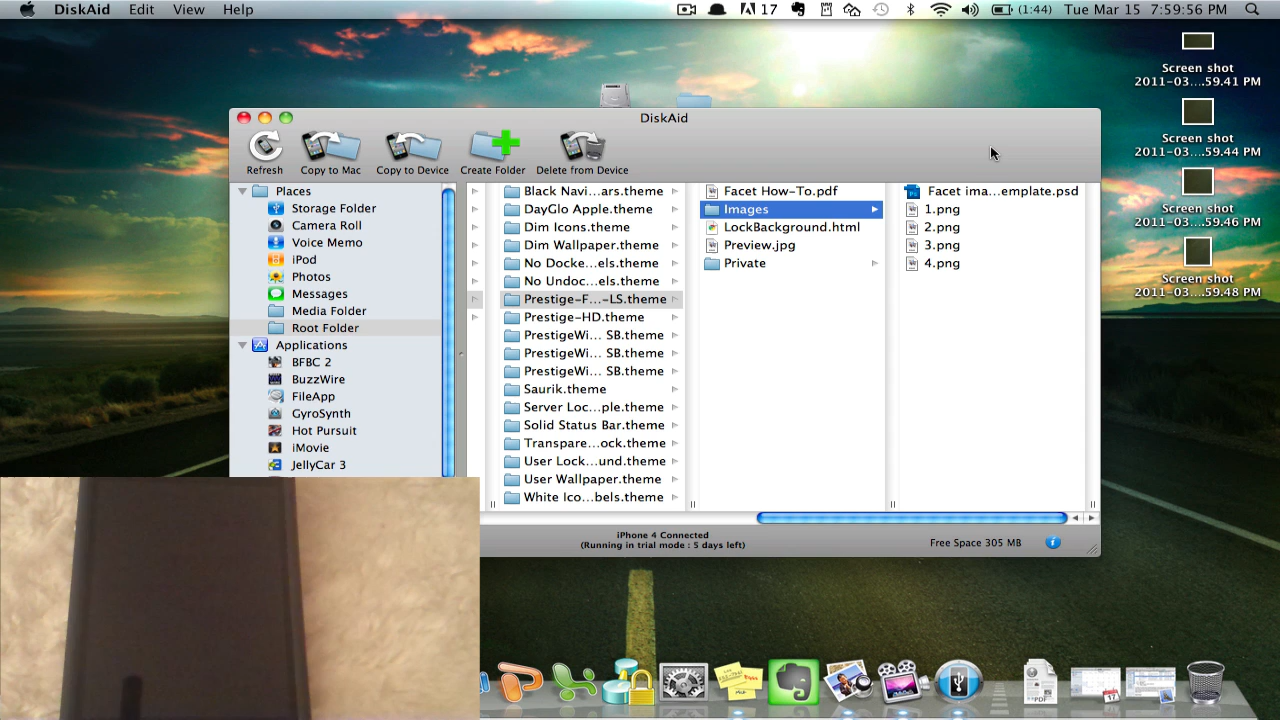 DiskAid Edit View Help 17 (1:44) Tue Mar 15 7:59:56 PM
Screen shot
2011-03...59.41 PM
Screen shot
2011-03...59.44 PM
Screen shot
2011-03...59.46 PM
Screen shot
2011-03...59.48 PM
DiskAid
Refresh Copy to Mac Copy to Device Create Folder Delete from Device
Places
Storage Folder
Camera Roll
Voice Memo
iPod
Photos
Messages
Media Folder
Root Folder
Applications
BFBC 2
BuzzWire
FileApp
GyroSynth
Hot Pursuit
iMovie
JellyCar 3
Black Navi...ars.theme
DayGlo Apple.theme
Dim Icons.theme
Dim Wallpaper.theme
No Docke...els.theme
No Undoc...els.theme
Prestige-F...-LS.theme
Prestige-HD.theme
PrestigeWi... SB.theme
PrestigeWi... SB.theme
PrestigeWi... SB.theme
Saurik.theme
Server Loc...ple.theme
Solid Status Bar.theme
Transpare...ock.theme
User Lock...und.theme
User Wallpaper.theme
White Ico...bels.theme
Facet How-To.pdf
Images
LockBackground.html
Preview.jpg
Private
Facet ima...emplate.psd
1.png
2.png
3.png
4.png
iPhone 4 Connected
(Running in trial mode : 5 days left)
Free Space 305 MB
PDF
17